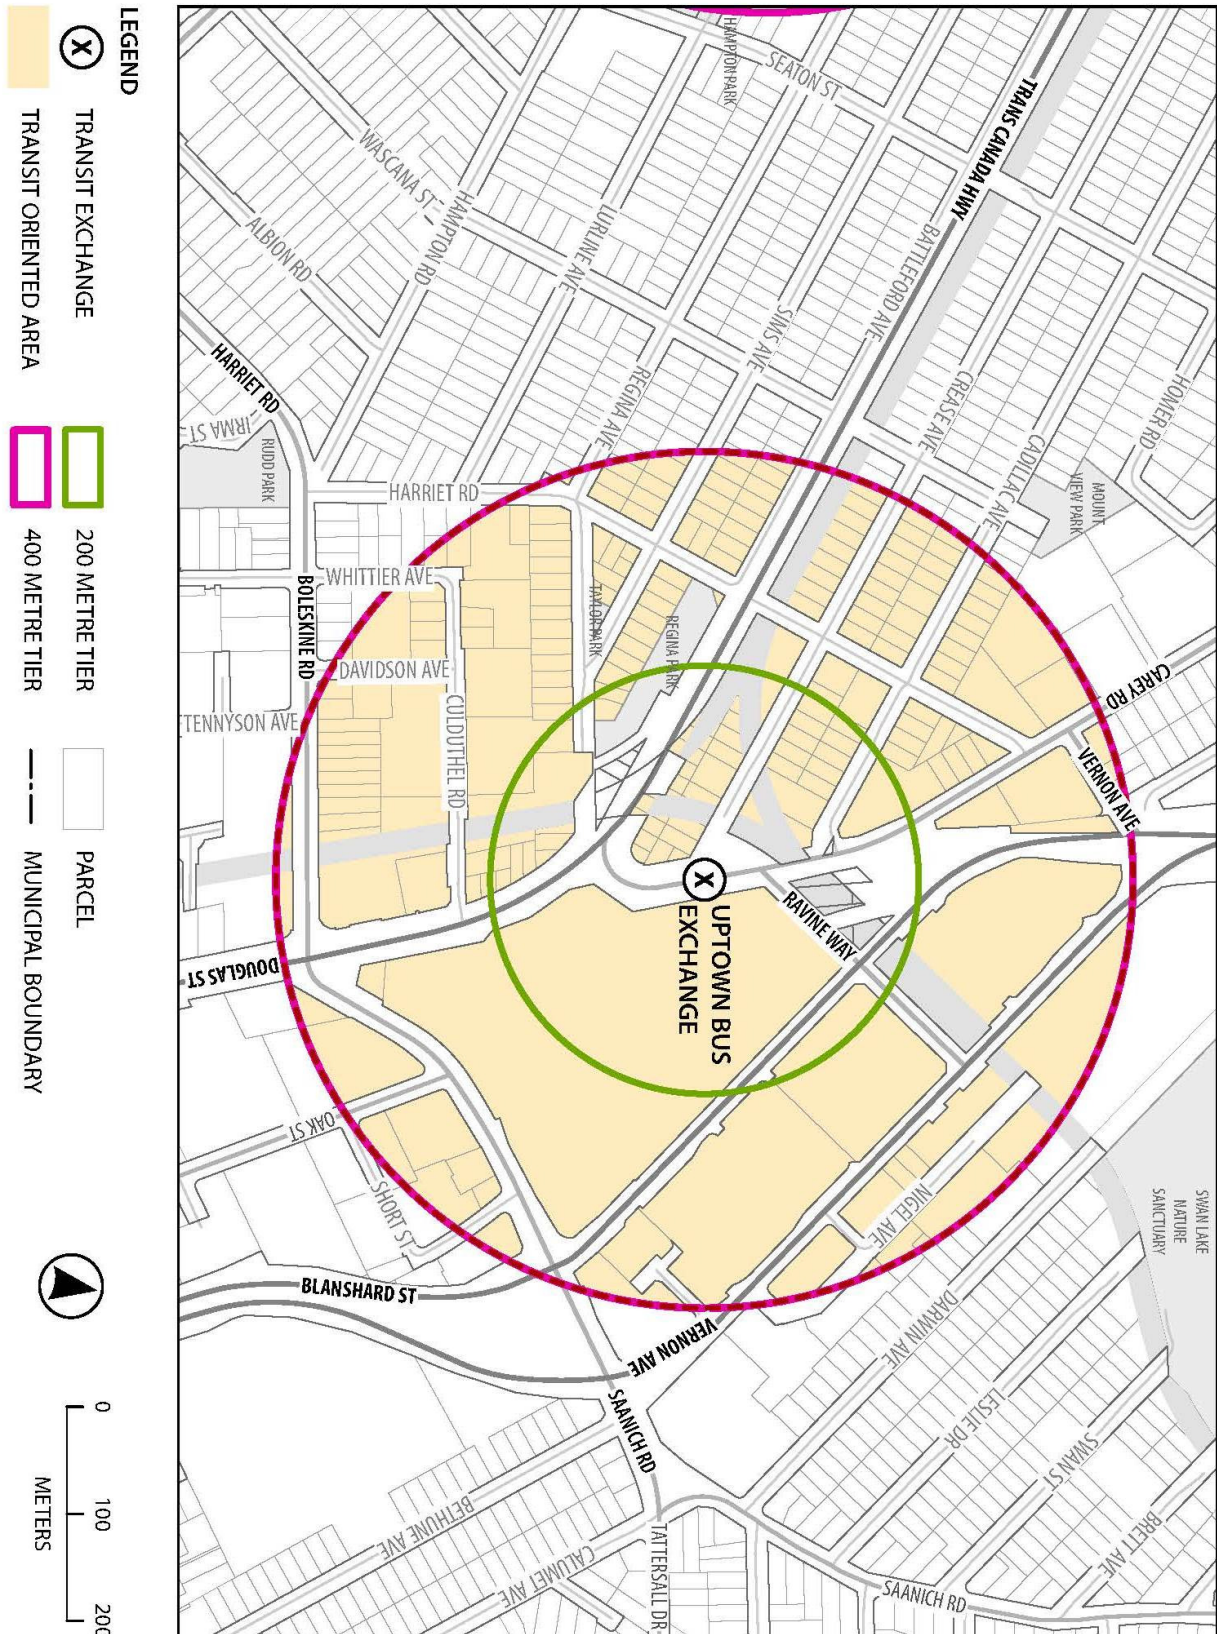 HAMPTON PARK
SEATON ST
TRANS CANADA HWY
WASCANA ST
HAMPTON RD
LURLINE AVE
BATTLEFORD AVE
ALBION RD
SIMS AVE
HARRIET RD
REGINA AVE
CREASE AVE
HOMER RD
CADILLAC AVE
MOUNT
VIEW PARK
IRMA ST
RUDD PARK
HARRIET RD
WHITTIER AVE
BOLESKINE RD
TAYLOR PARK
REGINA PARK
DAVIDSON AVE
CAREY RD
TENNYSON AVE
CULDUTHEL RD
VERNON AVE
UPTOWN BUS
EXCHANGE
X
RAVINE WAY
DOUGLAS ST
OAK ST
SHORT ST
NIGEL AVE
SWAN LAKE
NATURE
SANCTUARY
BLANSHARD ST
VERNON AVE
DARWIN AVE
LESLIE DR
SWAN ST
SAANICH RD
BETHUNE AVE
CALUMET AVE
TATTERSALL DR
BRETT AVE
SAANICH RD
LEGEND
X
TRANSIT EXCHANGE
TRANSIT ORIENTED AREA
200 METRE TIER
400 METRE TIER
PARCEL
MUNICIPAL BOUNDARY
0 100 200
METERS